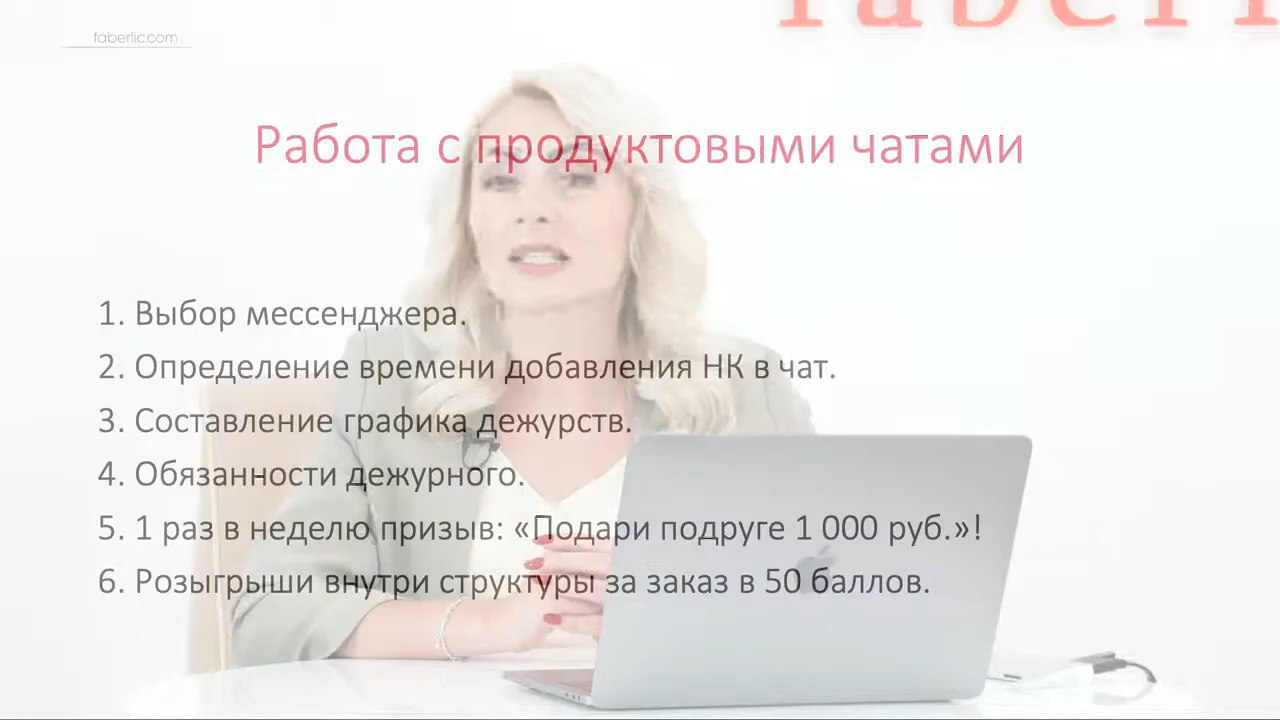 faberlic.com
faberl
Работа с продуктовыми чатами
1. Выбор мессенджера.
2. Определение времени добавления НК в чат.
3. Составление графика дежурств.
4. Обязанности дежурного.
5. 1 раз в неделю призыв: «Подари подруге 1 000 руб.»!
6. Розыгрыши внутри структуры за заказ в 50 баллов.